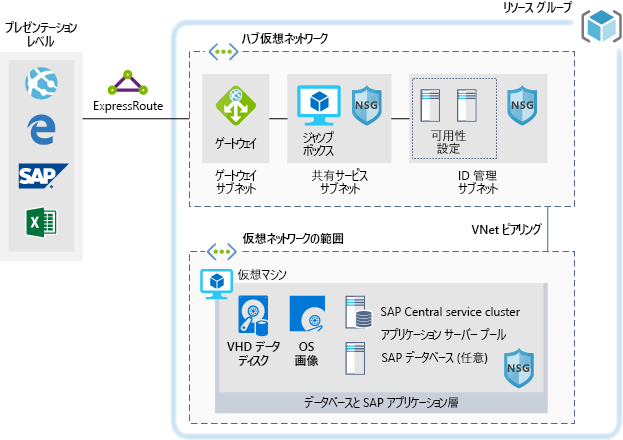 プレゼンテーション
レベル
SAP
ExpressRoute
リソース グループ
ハブ仮想ネットワーク
ゲートウェイ
ゲートウェイ
サブネット
ジャンプ
ボックス
NSG
共有サービス
サブネット
可用性
設定
NSG
ID 管理
サブネット
VNet ピアリング
仮想ネットワークの範囲
仮想マシン
VHD データ
ディスク
OS
画像
SAP Central service cluster
アプリケーション サーバー プール
SAP データベース (任意)
NSG
データベースと SAP アプリケーション層